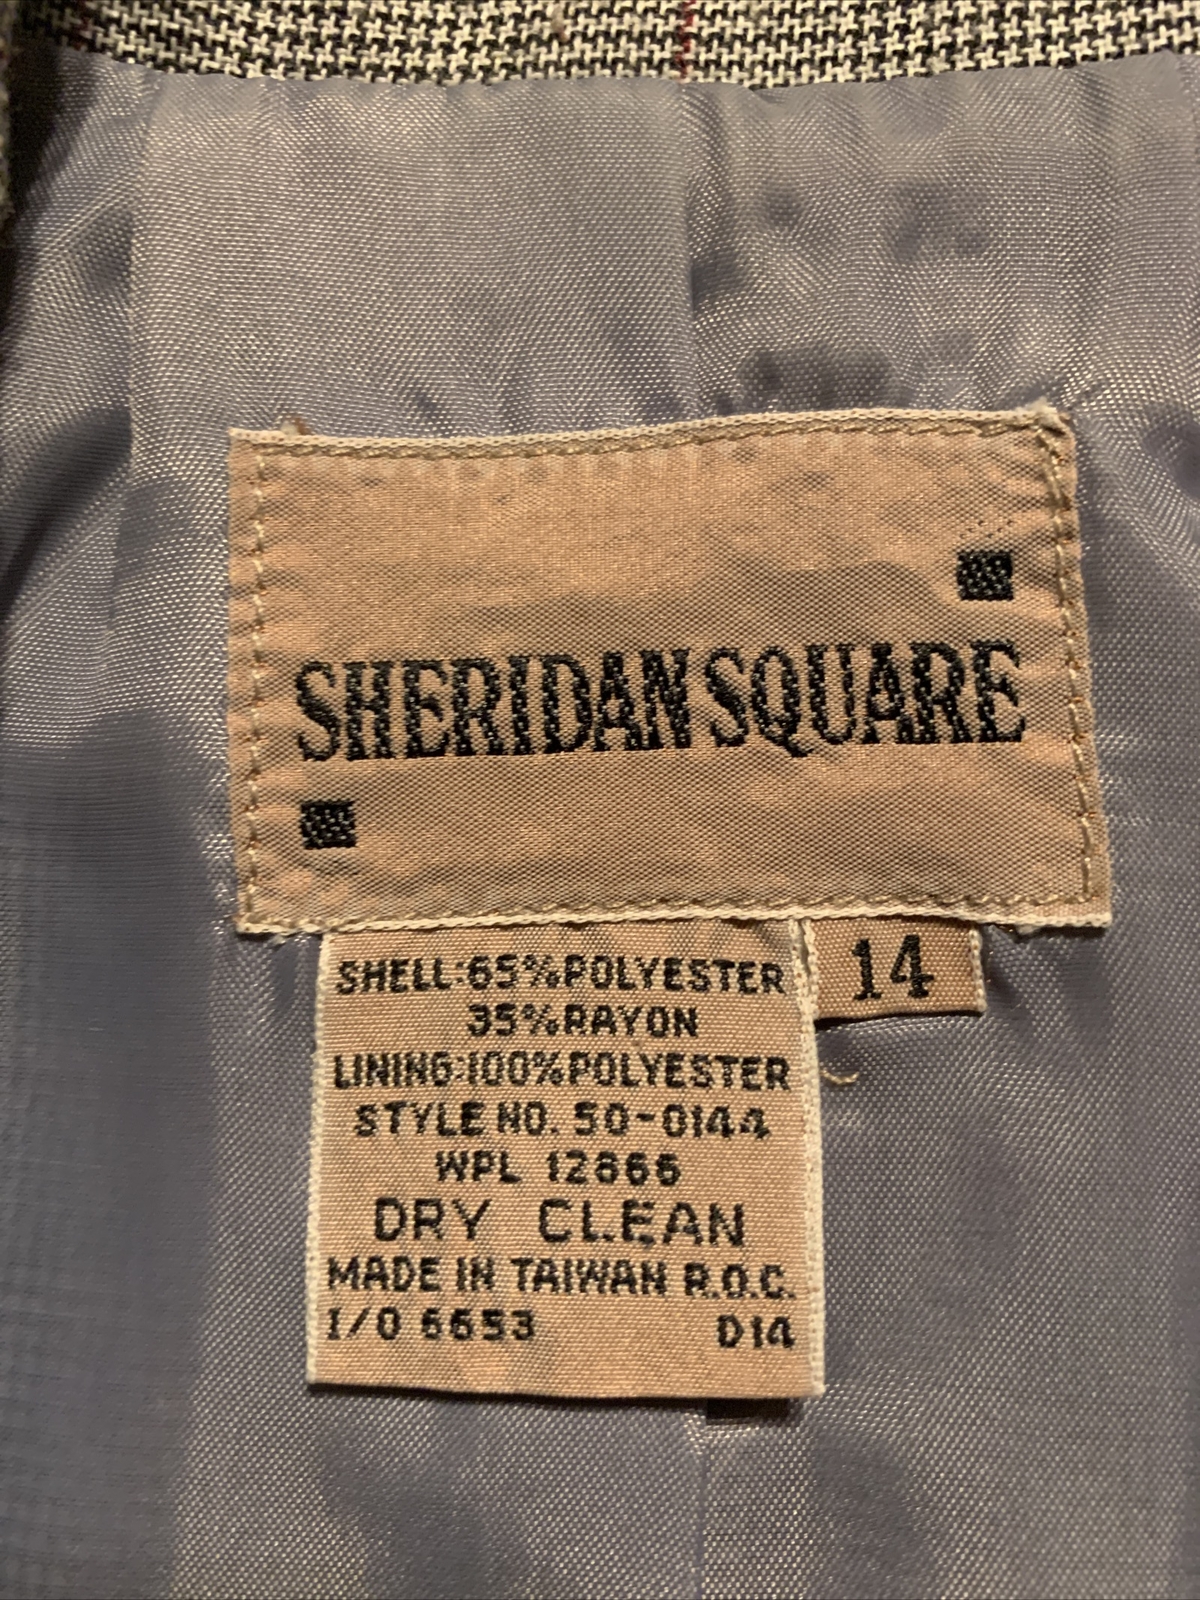 SHERIDAN SQUARE
14
SHELL:65%POLYESTER
35%RAYON
LINING:100%POLYESTER
STYLE NO. 50-0144
WPL 12866
DRY CLEAN
MADE IN TAIWAN R.O.C.
I/O 6653 D14